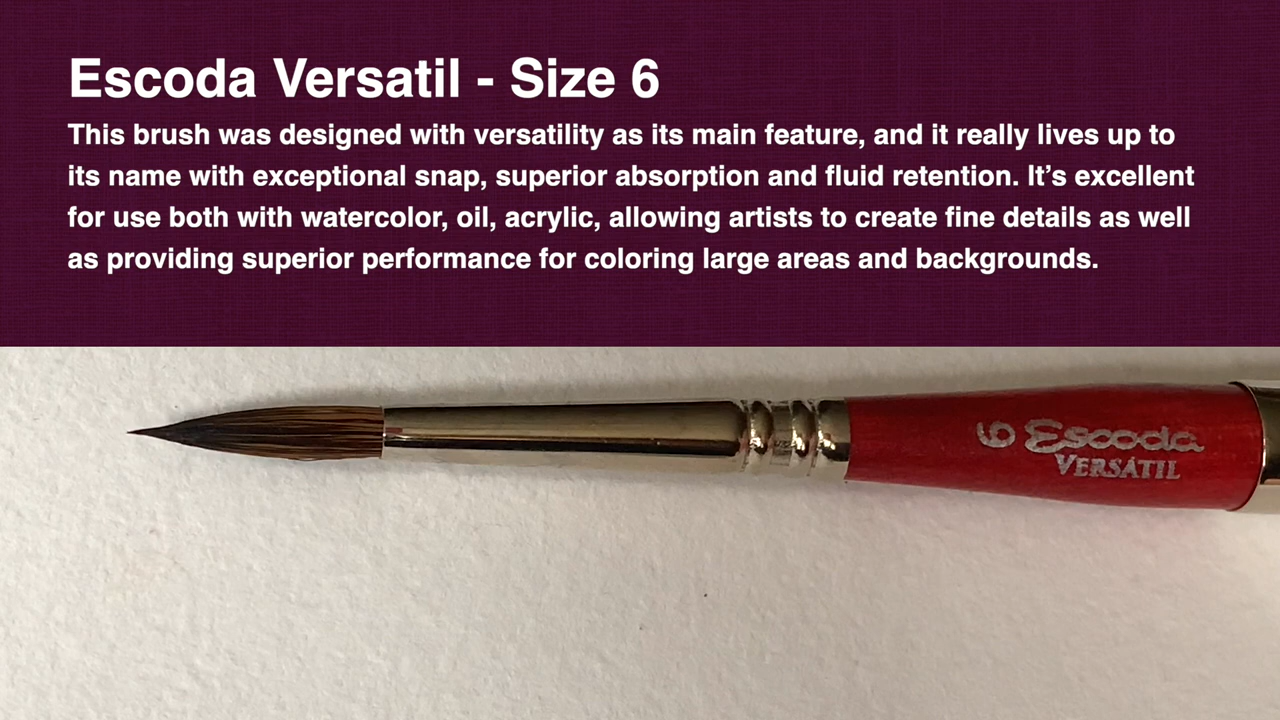 Escoda Versatil - Size 6
This brush was designed with versatility as its main feature, and it really lives up to
its name with exceptional snap, superior absorption and fluid retention. It’s excellent
for use both with watercolor, oil, acrylic, allowing artists to create fine details as well
as providing superior performance for coloring large areas and backgrounds.
6 Escoda
VERSÁTIL